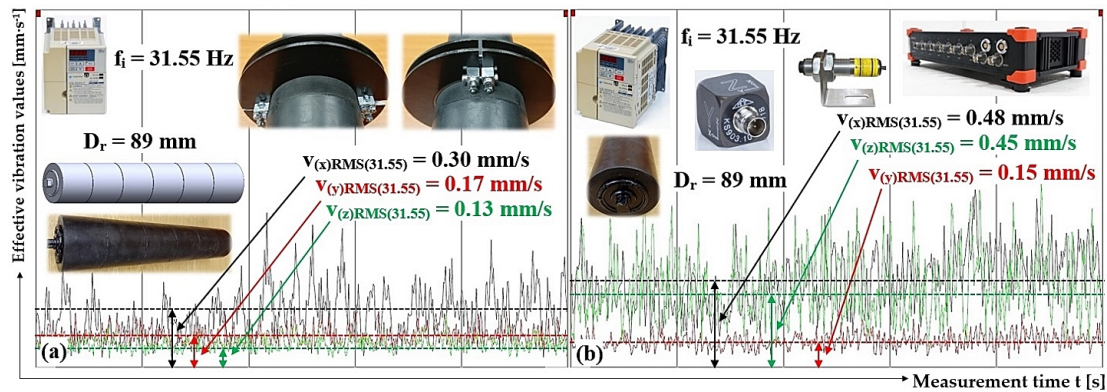 Effective vibration values [mm·s⁻¹]
fᵢ = 31.55 Hz
Dᵣ = 89 mm
v(x)RMS(31.55) = 0.30 mm/s
v(y)RMS(31.55) = 0.17 mm/s
v(z)RMS(31.55) = 0.13 mm/s
(a)
fᵢ = 31.55 Hz
KS903.10
v(x)RMS(31.55) = 0.48 mm/s
v(z)RMS(31.55) = 0.45 mm/s
Dᵣ = 89 mm
v(y)RMS(31.55) = 0.15 mm/s
(b)
Measurement time t [s]